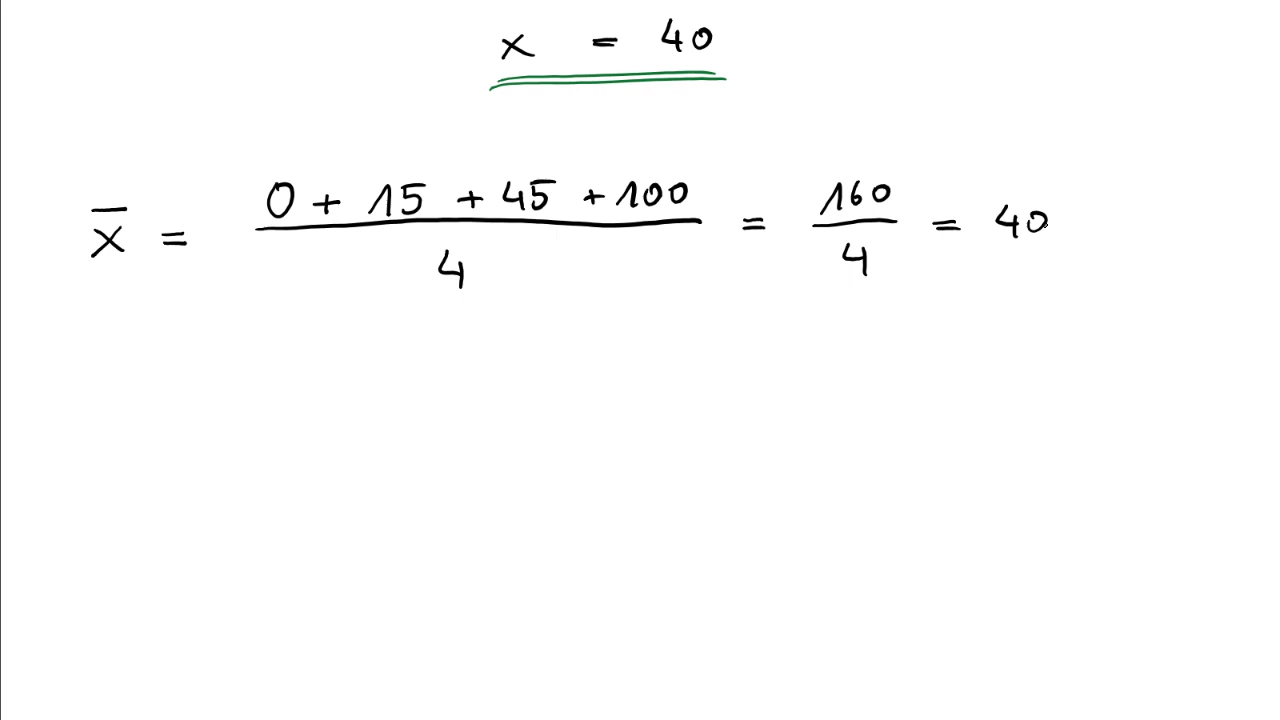 x = 40
x̅ = (0 + 15 + 45 + 100)/4 = 160/4 = 40